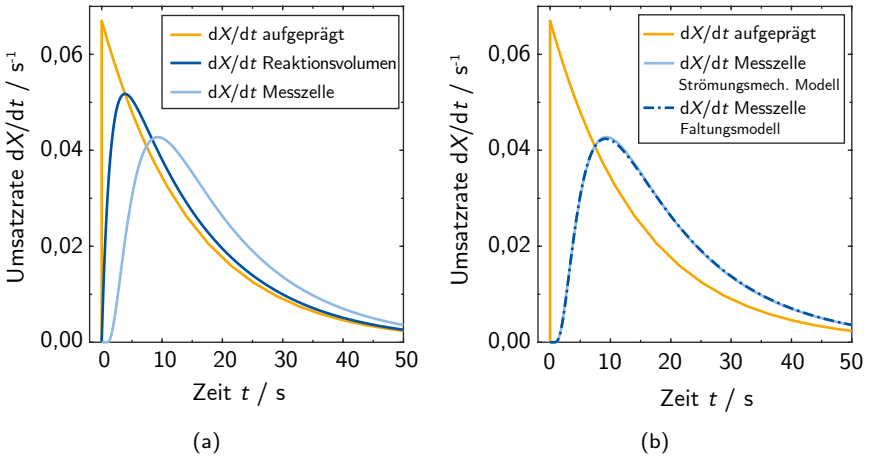 0,06
0,04
0,02
0,00
Umsatzrate dX/dt / s⁻¹
dX/dt aufgeprägt
dX/dt Reaktionsvolumen
dX/dt Messzelle
0 10 20 30 40 50
Zeit t / s
(a)
0,06
0,04
0,02
0,00
Umsatzrate dX/dt / s⁻¹
dX/dt aufgeprägt
dX/dt Messzelle
Strömungsmech. Modell
dX/dt Messzelle
Faltungsmodell
0 10 20 30 40 50
Zeit t / s
(b)